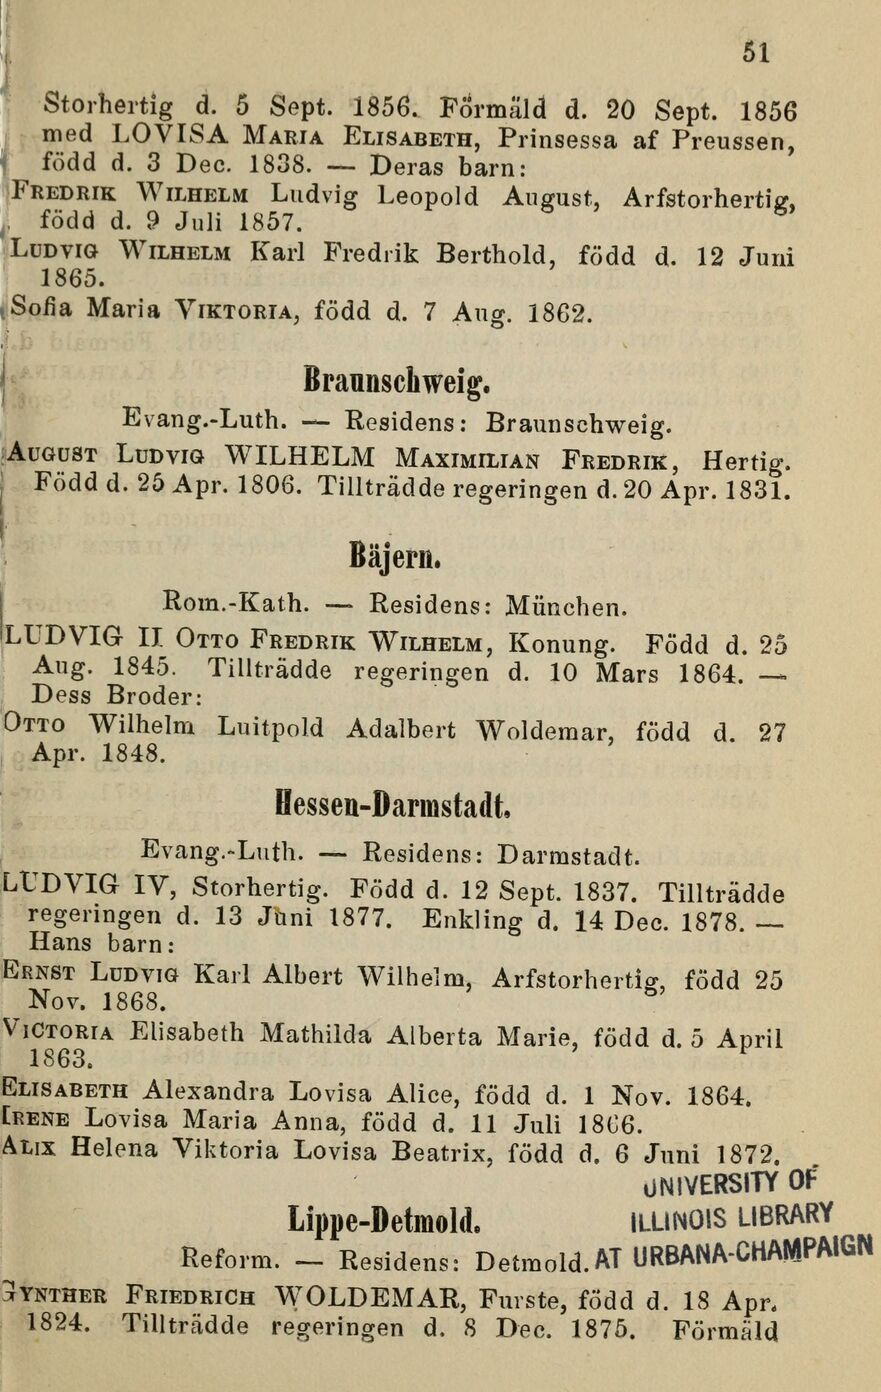 51
Storhertig d. 5 Sept. 1856. Förmäld d. 20 Sept. 1856
med LOVISA MARIA ELISABETH, Prinsessa af Preussen,
född d. 3 Dec. 1838. — Deras barn:
FREDRIK WILHELM Ludvig Leopold August, Arfstorhertig,
född d. 9 Juli 1857.
LUDVIG WILHELM Karl Fredrik Berthold, född d. 12 Juni
1865.
Sofia Maria VIKTORIA, född d. 7 Aug. 1862.
Braunschweig.
Evang.-Luth. — Residens: Braunschweig.
AUGUST LUDVIG WILHELM MAXIMILIAN FREDRIK, Hertig.
Född d. 25 Apr. 1806. Tillträdde regeringen d. 20 Apr. 1831.
Bäjern.
Rom.-Kath. — Residens: München.
LUDVIG II OTTO FREDRIK WILHELM, Konung. Född d. 25
Aug. 1845. Tillträdde regeringen d. 10 Mars 1864. —
Dess Broder:
OTTO Wilhelm Luitpold Adalbert Woldemar, född d. 27
Apr. 1848.
Hessen-Darmstadt.
Evang.-Luth. — Residens: Darmstadt.
LUDVIG IV, Storhertig. Född d. 12 Sept. 1837. Tillträdde
regeringen d. 13 Juni 1877. Enkling d. 14 Dec. 1878. —
Hans barn:
ERNST LUDVIG Karl Albert Wilhelm, Arfstorhertig, född 25
Nov. 1868.
VICTORIA Elisabeth Mathilda Alberta Marie, född d. 5 April
1863.
ELISABETH Alexandra Lovisa Alice, född d. 1 Nov. 1864.
IRENE Lovisa Maria Anna, född d. 11 Juli 1866.
ALIX Helena Viktoria Lovisa Beatrix, född d. 6 Juni 1872.
UNIVERSITY OF
Lippe-Detmold. ILLINOIS LIBRARY
Reform. — Residens: Detmold. AT URBANA-CHAMPAIGN
GYNTHER FRIEDRICH WOLDEMAR, Furste, född d. 18 Apr.
1824. Tillträdde regeringen d. 8 Dec. 1875. Förmäld